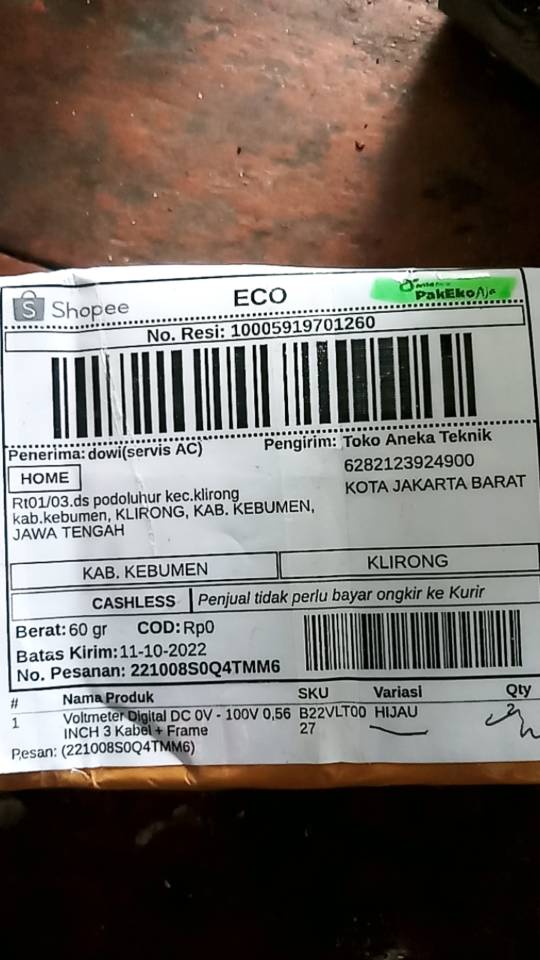 S Shopee
ECO
PakEkoAja
No. Resi: 10005919701260
Penerima: dowi(servis AC)
Pengirim: Toko Aneka Teknik
6282123924900
KOTA JAKARTA BARAT
HOME
Rt01/03.ds podoluhur kec.klirong
kab.kebumen, KLIRONG, KAB. KEBUMEN,
JAWA TENGAH
KAB. KEBUMEN
KLIRONG
CASHLESS
Penjual tidak perlu bayar ongkir ke Kurir
Berat: 60 gr COD: Rp0
Batas Kirim: 11-10-2022
No. Pesanan: 221008S0Q4TMM6
# Nama Produk SKU Variasi Qty
1 Voltmeter Digital DC 0V - 100V 0,56 B22VLT00 HIJAU
INCH 3 Kabel + Frame 27
Pesan: (221008S0Q4TMM6)